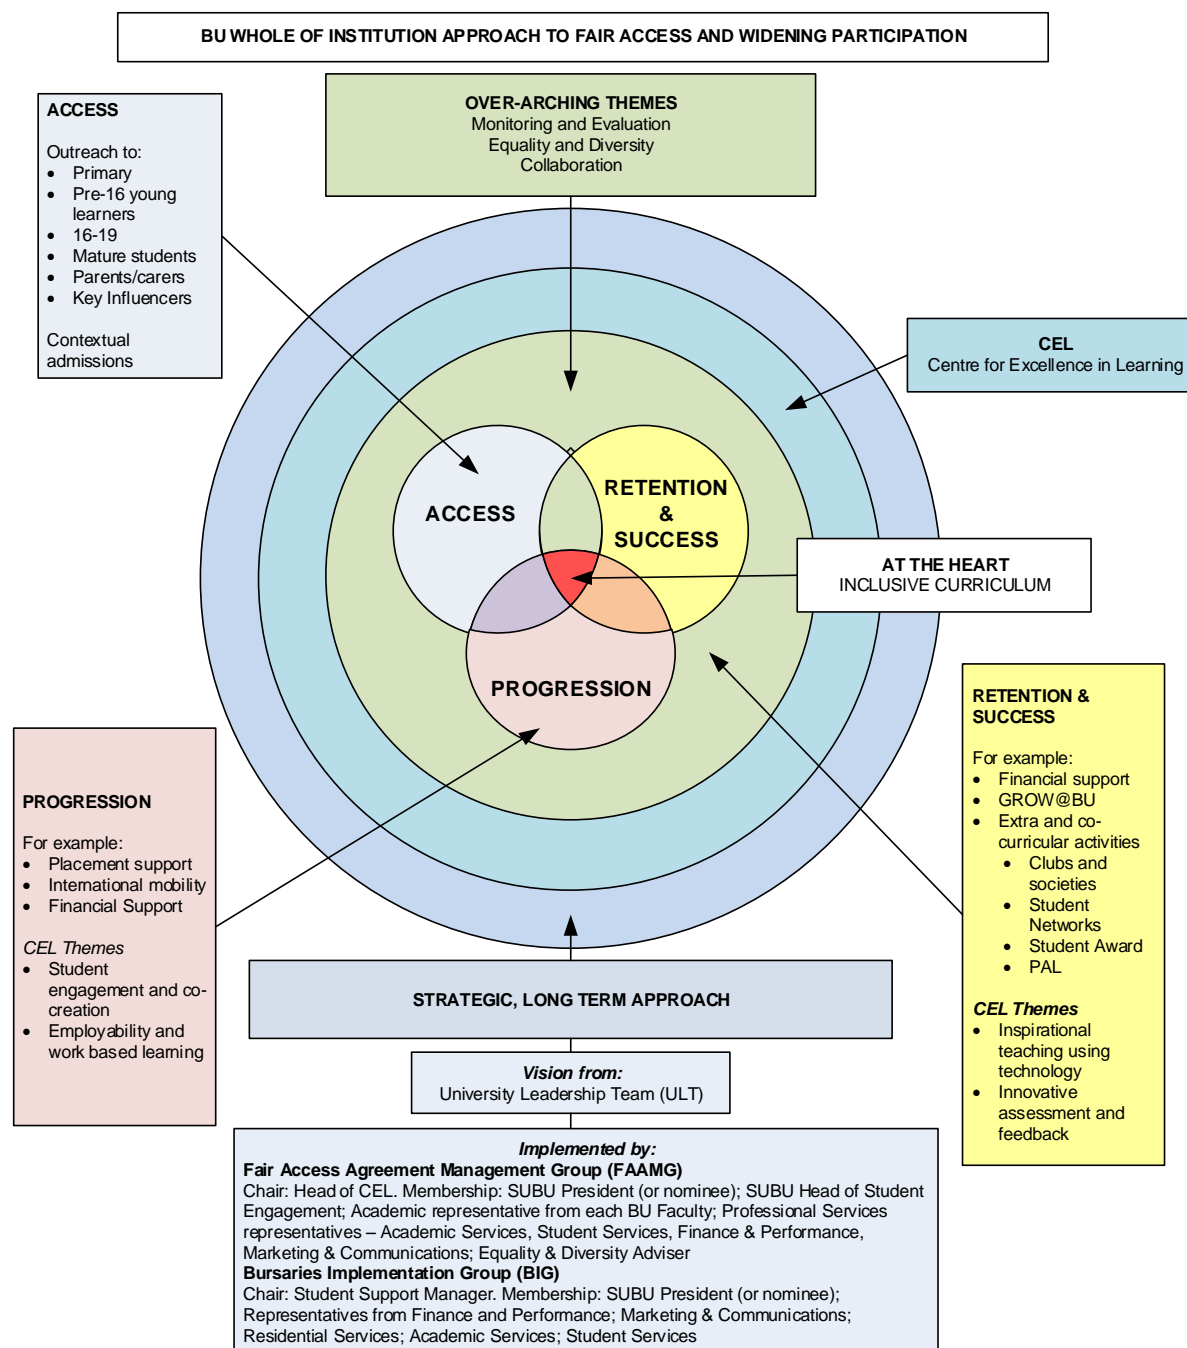 BU WHOLE OF INSTITUTION APPROACH TO FAIR ACCESS AND WIDENING PARTICIPATION
OVER-ARCHING THEMES
Monitoring and Evaluation
Equality and Diversity
Collaboration
ACCESS
Outreach to:
• Primary
• Pre-16 young
learners
• 16-19
• Mature students
• Parents/carers
• Key Influencers
Contextual
admissions
CEL
Centre for Excellence in Learning
ACCESS
RETENTION
&
SUCCESS
PROGRESSION
AT THE HEART
INCLUSIVE CURRICULUM
RETENTION &
SUCCESS
For example:
• Financial support
• GROW@BU
• Extra and co-
curricular activities
• Clubs and
societies
• Student
Networks
• Student Award
• PAL
CEL Themes
• Inspirational
teaching using
technology
• Innovative
assessment and
feedback
PROGRESSION
For example:
• Placement support
• International mobility
• Financial Support
CEL Themes
• Student
engagement and co-
creation
• Employability and
work based learning
STRATEGIC, LONG TERM APPROACH
Vision from:
University Leadership Team (ULT)
Implemented by:
Fair Access Agreement Management Group (FAAMG)
Chair: Head of CEL. Membership: SUBU President (or nominee); SUBU Head of Student
Engagement; Academic representative from each BU Faculty; Professional Services
representatives – Academic Services, Student Services, Finance & Performance,
Marketing & Communications; Equality & Diversity Adviser
Bursaries Implementation Group (BIG)
Chair: Student Support Manager. Membership: SUBU President (or nominee);
Representatives from Finance and Performance; Marketing & Communications;
Residential Services; Academic Services; Student Services